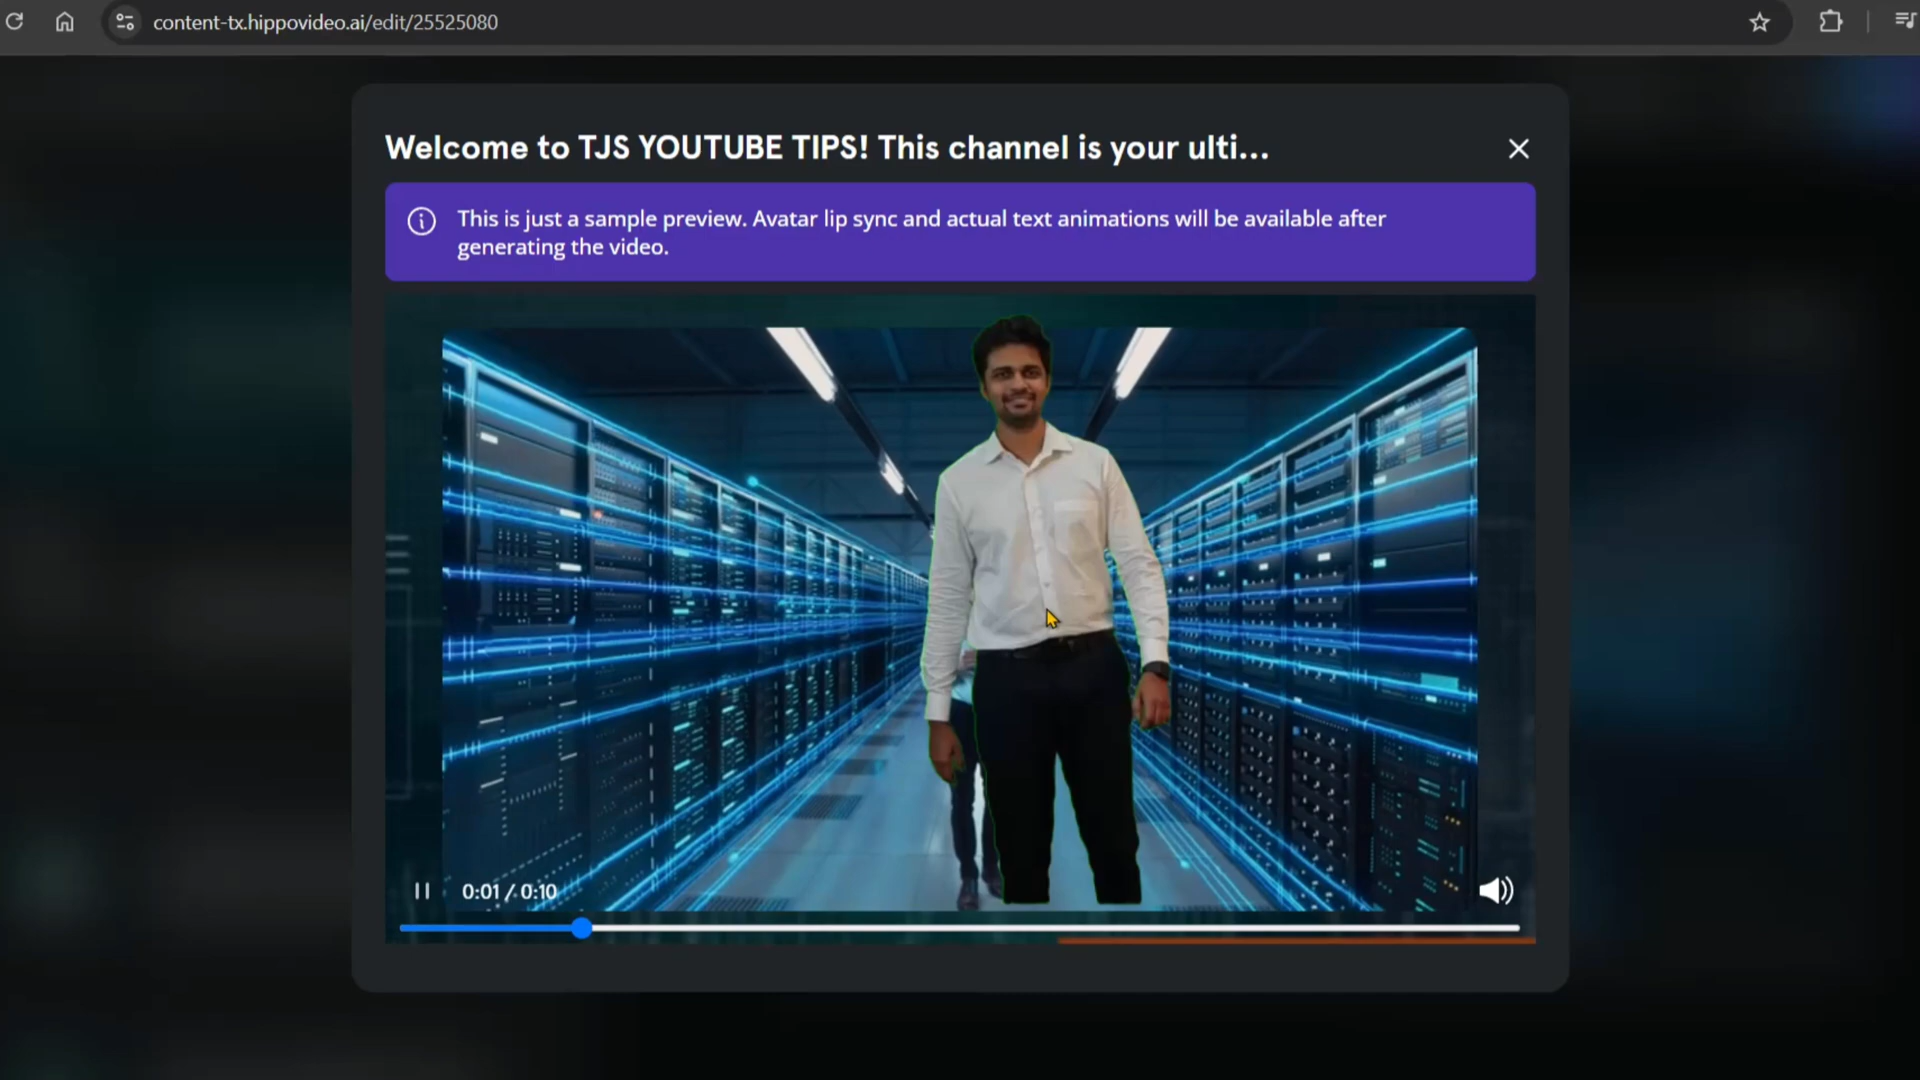 content-tx.hippovideo.ai/edit/25525080
Welcome to TJS YOUTUBE TIPS! This channel is your ulti...
This is just a sample preview. Avatar lip sync and actual text animations will be available after
generating the video.
0:01 / 0:10